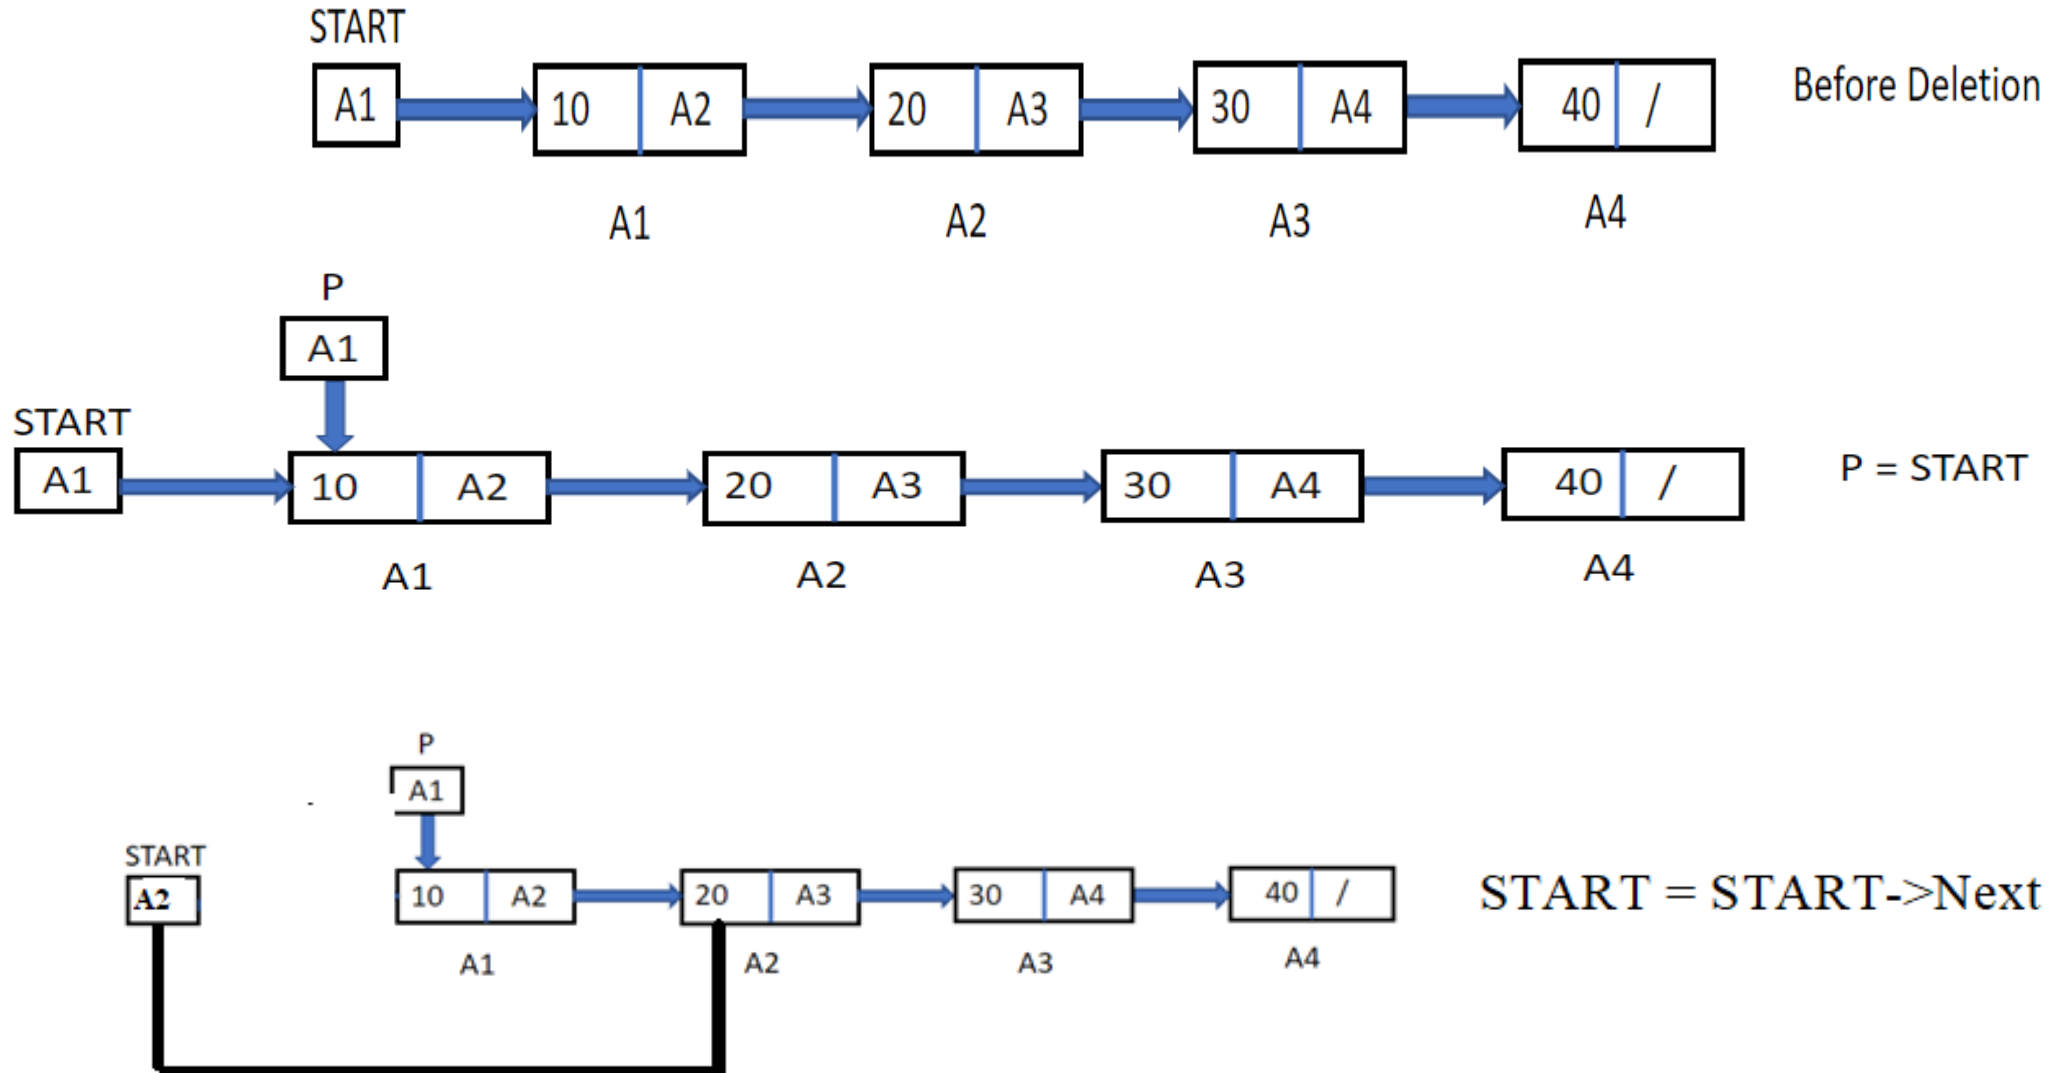 START
A1 10 A2 20 A3 30 A4 40 / Before Deletion
A1 A2 A3 A4
P
A1
START
A1 10 A2 20 A3 30 A4 40 / P = START
A1 A2 A3 A4
P
A1
START
A2 10 A2 20 A3 30 A4 40 / START = START->Next
A1 A2 A3 A4